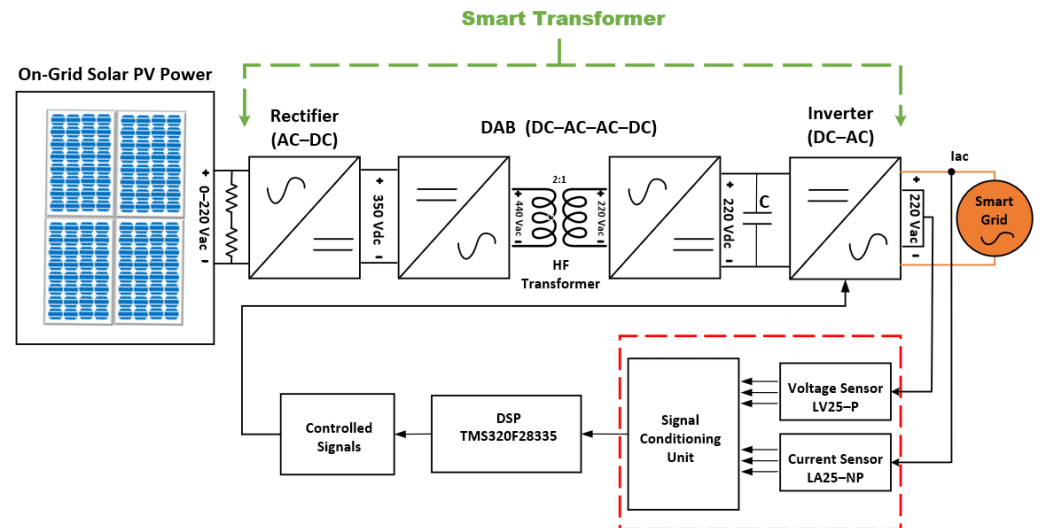 Smart Transformer
On-Grid Solar PV Power
Rectifier
(AC–DC)
DAB (DC–AC–AC–DC)
Inverter
(DC–AC)
Iac
+
0–220 Vac
-
+
350 Vdc
-
2:1
+
440 Vac
-
+
220 Vac
-
HF
Transformer
+
220 Vdc
-
C
+
220 Vac
-
Smart
Grid
Controlled
Signals
DSP
TMS320F28335
Signal
Conditioning
Unit
Voltage Sensor
LV25–P
Current Sensor
LA25–NP